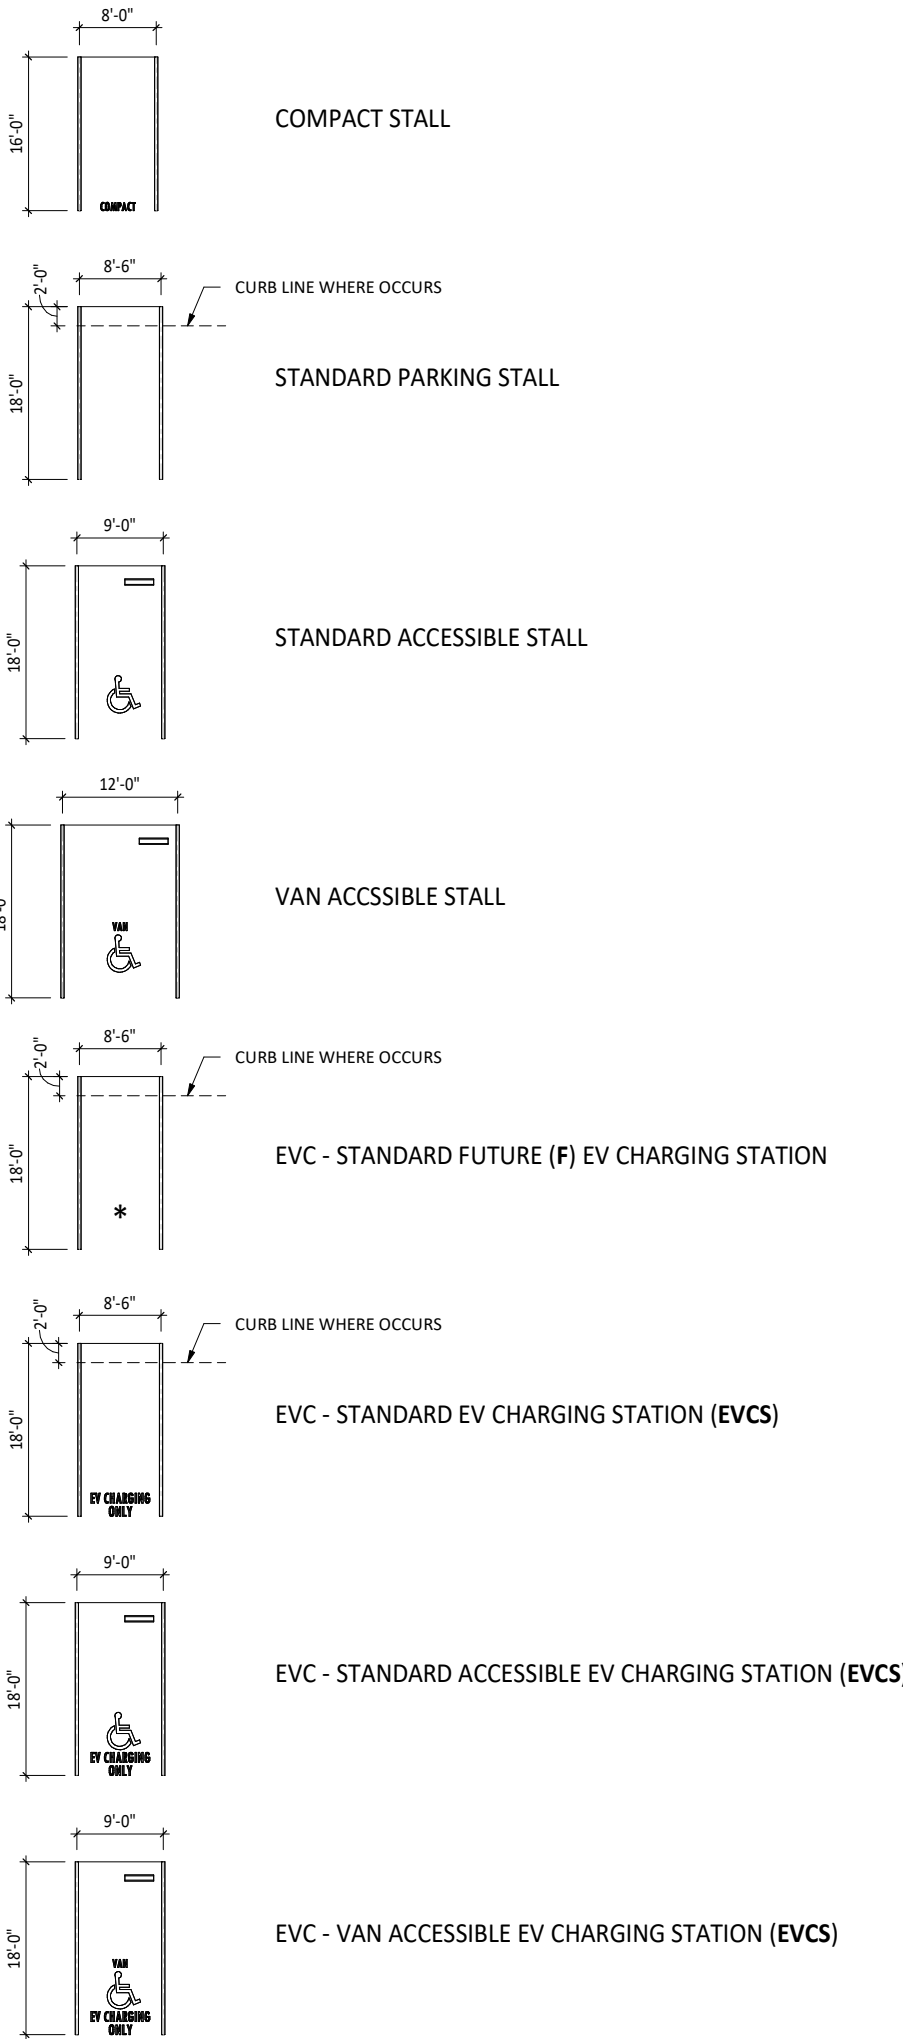 8'-0"
16'-0"
COMPACT STALL
COMPACT
8'-6"
2'-0"
CURB LINE WHERE OCCURS
18'-0"
STANDARD PARKING STALL
9'-0"
18'-0"
STANDARD ACCESSIBLE STALL
12'-0"
18'-0
VAN ACCSSIBLE STALL
VAN
8'-6"
2'-0"
CURB LINE WHERE OCCURS
18'-0"
EVC - STANDARD FUTURE (F) EV CHARGING STATION
*
8'-6"
2'-0"
CURB LINE WHERE OCCURS
18'-0"
EVC - STANDARD EV CHARGING STATION (EVCS)
EV CHARGING
ONLY
9'-0"
18'-0"
EVC - STANDARD ACCESSIBLE EV CHARGING STATION (EVCS)
EV CHARGING
ONLY
9'-0"
18'-0"
EVC - VAN ACCESSIBLE EV CHARGING STATION (EVCS)
VAN
EV CHARGING
ONLY